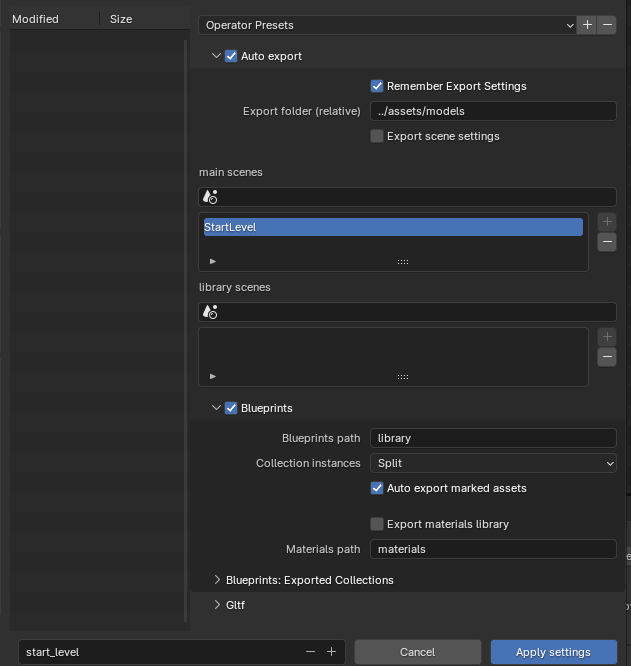 Modified Size
Operator Presets
Auto export
Remember Export Settings
Export folder (relative) ../assets/models
Export scene settings
main scenes
StartLevel
library scenes
Blueprints
Blueprints path library
Collection instances Split
Auto export marked assets
Export materials library
Materials path materials
Blueprints: Exported Collections
Gltf
start_level
Cancel
Apply settings